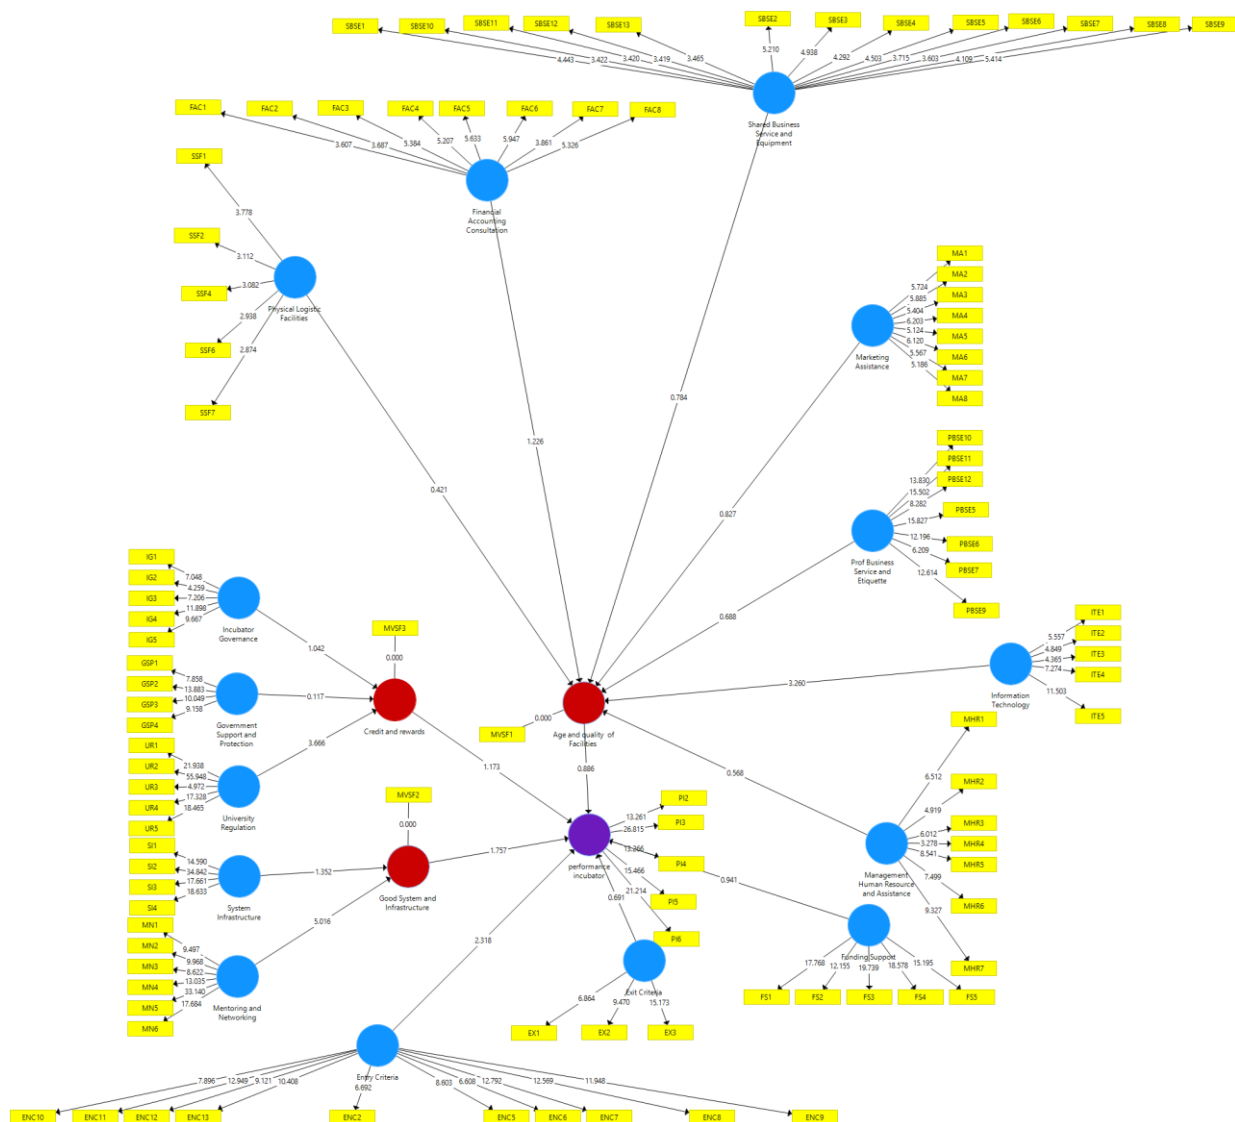 SBSE1
SBSE10
SBSE11
SBSE12
SBSE13
SBSE2
SBSE3
SBSE4
SBSE5
SBSE6
SBSE7
SBSE8
SBSE9
4.443
3.422
3.420
3.419
3.465
5.210
4.938
4.292
4.503
3.715
3.603
4.109
5.414
Shared Business
Service and
Equipment
FAC1
FAC2
FAC3
FAC4
FAC5
FAC6
FAC7
FAC8
3.607
3.687
5.384
5.207
5.633
5.947
3.861
5.326
Financial
Accounting
Consultation
SSF1
SSF2
SSF4
SSF6
SSF7
3.778
3.112
3.082
2.938
2.874
Physical Logistic
Facilities
MA1
MA2
MA3
MA4
MA5
MA6
MA7
MA8
5.724
5.885
5.404
6.203
5.124
6.120
5.567
5.186
Marketing
Assistance
0.784
1.226
0.421
0.827
PBSE10
PBSE11
PBSE12
PBSE5
PBSE6
PBSE7
PBSE9
13.830
15.502
8.282
15.827
12.196
6.209
12.614
Prof Business
Service and
Etiquette
0.688
IG1
IG2
IG3
IG4
IG5
7.048
4.259
7.206
11.898
9.667
Incubator
Governance
1.042
MVSF3
0.000
ITE1
ITE2
ITE3
ITE4
ITE5
5.557
4.849
4.365
7.274
11.503
Information
Technology
3.260
GSP1
GSP2
GSP3
GSP4
7.858
13.883
10.049
9.158
Government
Support and
Protection
0.117
Credit and rewards
MVSF1
0.000
Age and quality of
Facilities
UR1
UR2
UR3
UR4
UR5
21.938
55.948
4.972
17.328
18.465
University
Regulation
3.666
1.173
0.886
0.568
MHR1
MHR2
MHR3
MHR4
MHR5
MHR6
MHR7
6.512
4.919
6.012
3.278
8.541
7.499
9.327
Management
Human Resource
and Assistance
SI1
SI2
SI3
SI4
14.590
34.842
17.661
18.633
System
Infrastructure
1.352
MVSF2
0.000
Good System and
Infrastructure
1.757
performance
incubator
PI2
PI3
PI4
PI5
PI6
13.261
26.815
13.266
15.466
21.214
0.691
0.941
MN1
MN2
MN3
MN4
MN5
MN6
9.497
9.968
8.622
13.035
33.140
17.684
Mentoring and
Networking
5.016
2.318
Funding Support
17.768
12.155
19.739
18.578
15.195
FS1
FS2
FS3
FS4
FS5
Exit Criteria
6.864
9.470
15.173
EX1
EX2
EX3
Entry Criteria
7.896
12.949
9.121
10.408
6.692
8.603
6.608
12.792
12.569
11.948
ENC10
ENC11
ENC12
ENC13
ENC2
ENC5
ENC6
ENC7
ENC8
ENC9